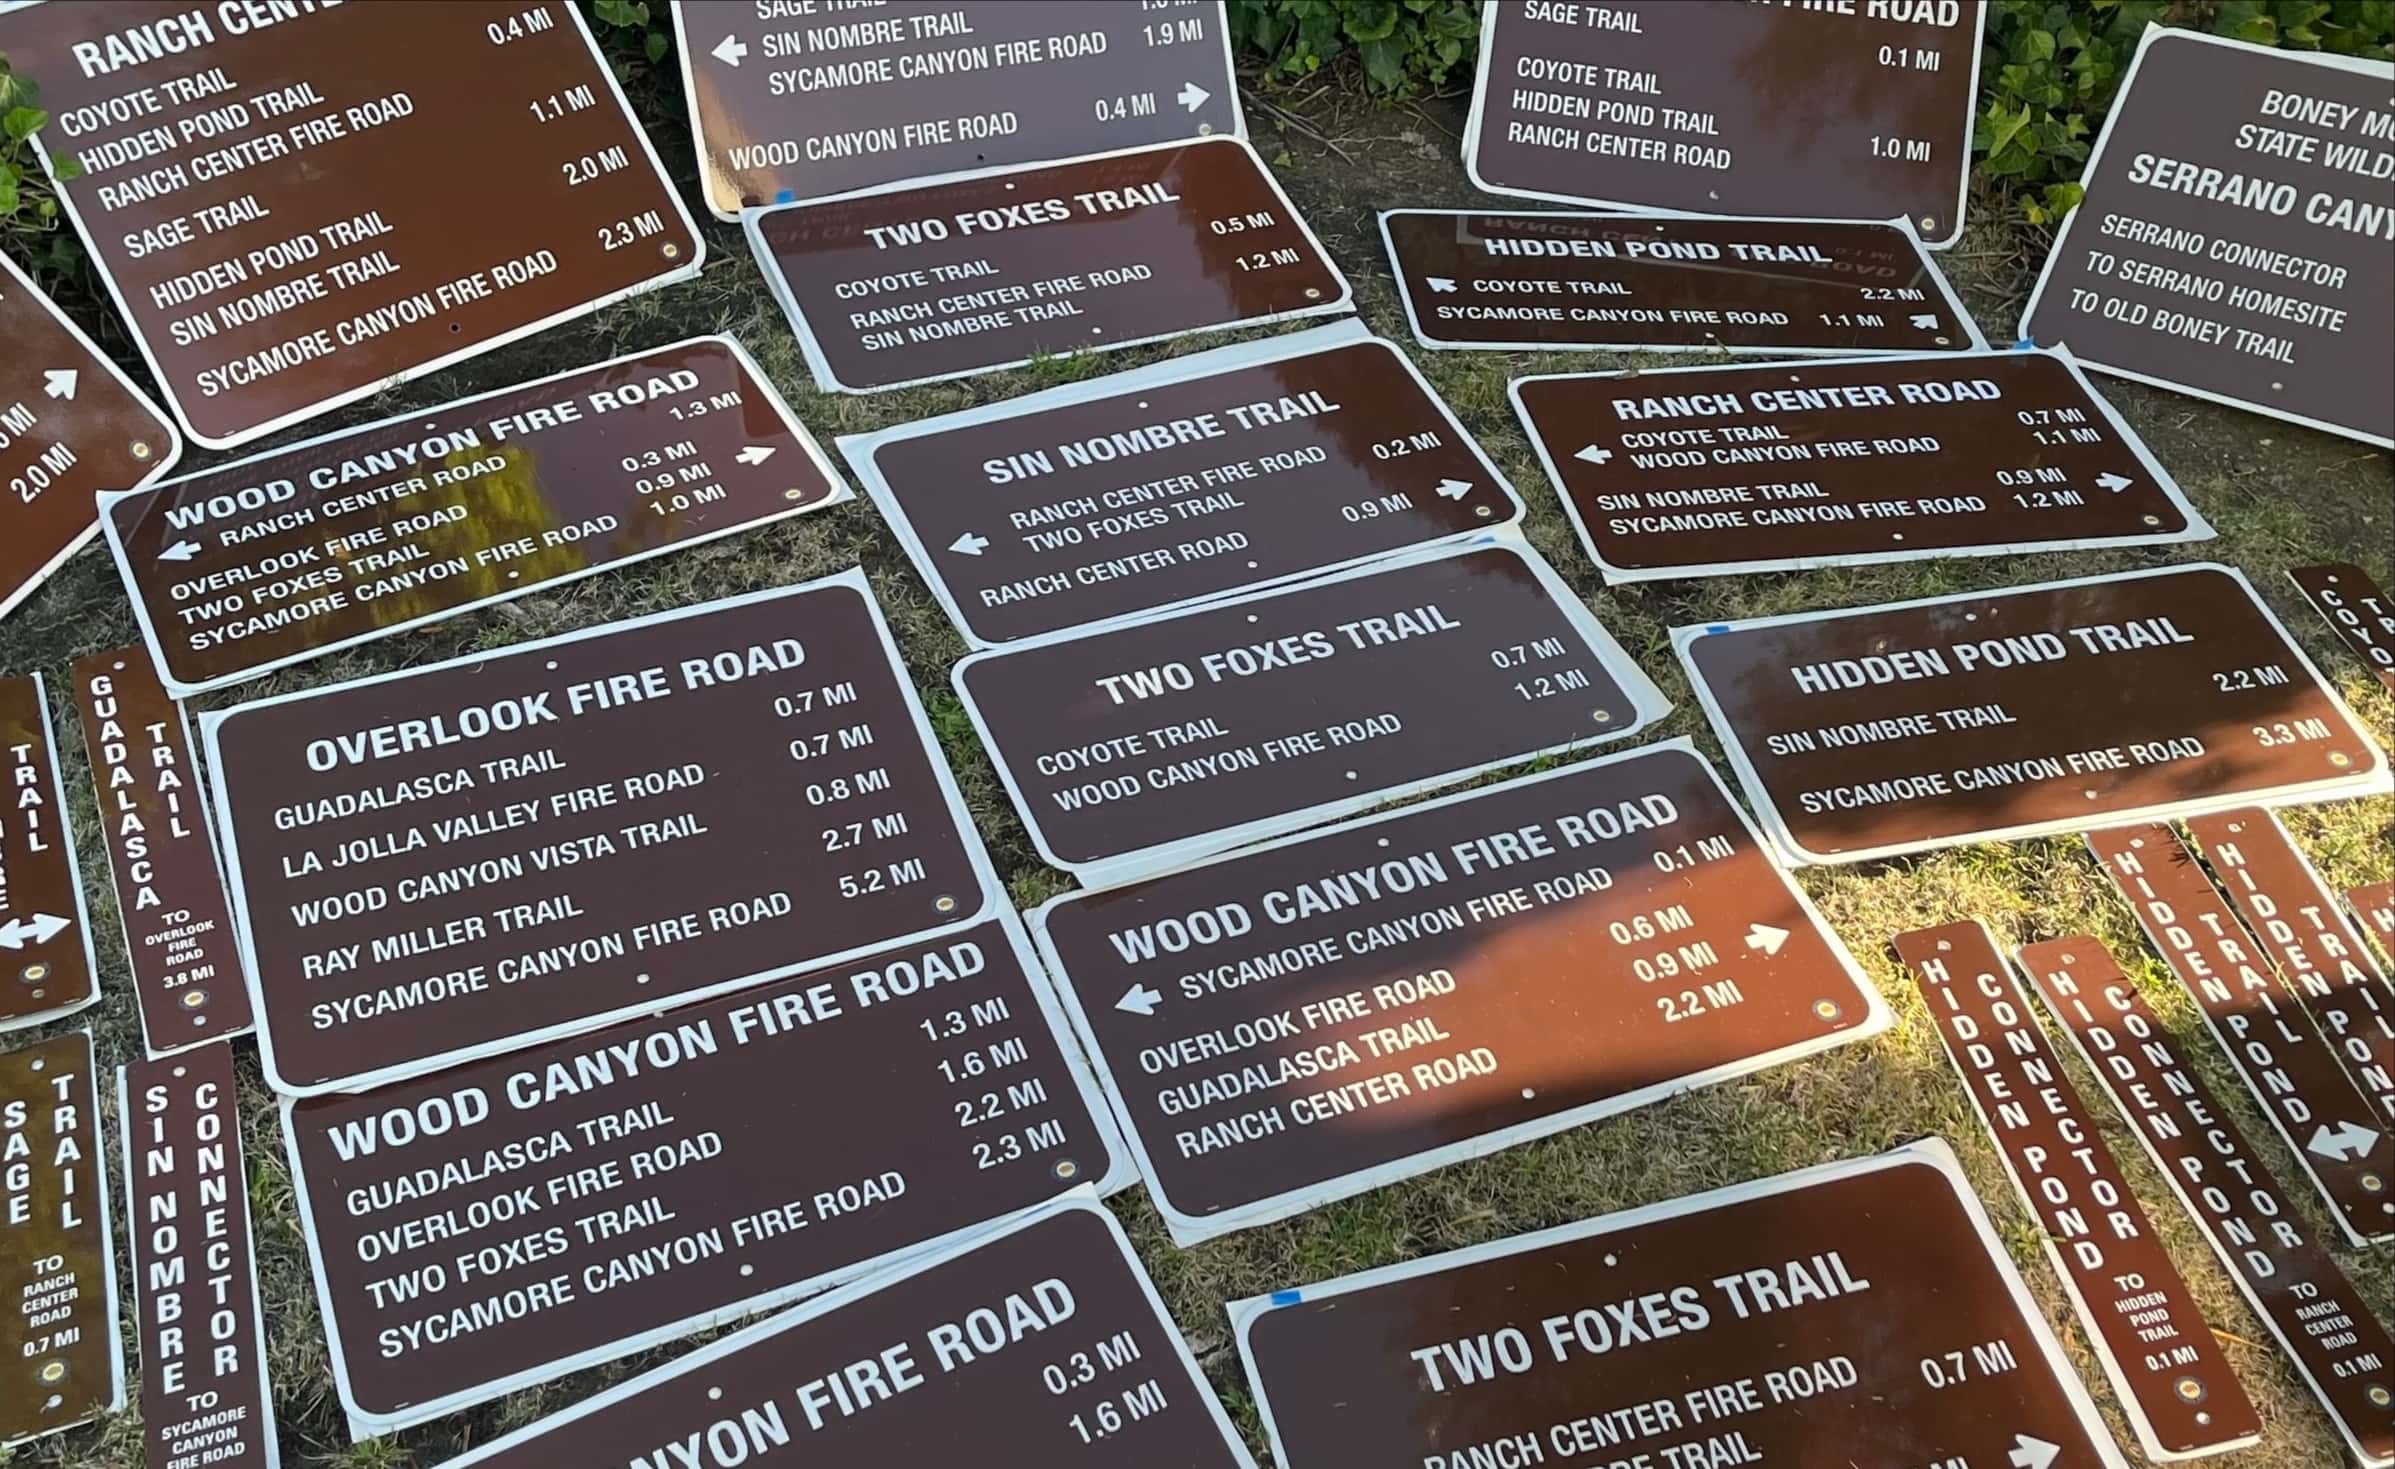 RANCH
0.4 MI
COYOTE TRAIL
HIDDEN POND TRAIL
RANCH CENTER FIRE ROAD
1.1 MI
SAGE TRAIL
2.0 MI
HIDDEN POND TRAIL
SIN NOMBRE TRAIL
SYCAMORE CANYON FIRE ROAD 2.3 MI
SAGE TRAIL
SIN NOMBRE TRAIL
SYCAMORE CANYON FIRE ROAD 1.9 MI
WOOD CANYON FIRE ROAD 0.4 MI
FIRE ROAD
SAGE TRAIL 0.1 MI
COYOTE TRAIL
HIDDEN POND TRAIL
RANCH CENTER ROAD 1.0 MI
BONEY
STATE
SERRANO
SERRANO CONNECTOR
TO SERRANO HOMESITE
TO OLD BONEY TRAIL
MI
2.0 MI
TWO FOXES TRAIL
COYOTE TRAIL 0.5 MI
RANCH CENTER FIRE ROAD 1.2 MI
SIN NOMBRE TRAIL
HIDDEN POND TRAIL
COYOTE TRAIL 2.2 MI
SYCAMORE CANYON FIRE ROAD 1.1 MI
WOOD CANYON FIRE ROAD
RANCH CENTER ROAD 1.3 MI
OVERLOOK FIRE ROAD 0.3 MI
TWO FOXES TRAIL 0.9 MI
SYCAMORE CANYON FIRE ROAD 1.0 MI
SIN NOMBRE TRAIL
RANCH CENTER FIRE ROAD 0.2 MI
TWO FOXES TRAIL
RANCH CENTER ROAD 0.9 MI
RANCH CENTER ROAD
COYOTE TRAIL 0.7 MI
WOOD CANYON FIRE ROAD 1.1 MI
SIN NOMBRE TRAIL 0.9 MI
SYCAMORE CANYON FIRE ROAD 1.2 MI
OVERLOOK FIRE ROAD
GUADALASCA TRAIL 0.7 MI
LA JOLLA VALLEY FIRE ROAD 0.7 MI
WOOD CANYON VISTA TRAIL 0.8 MI
RAY MILLER TRAIL 2.7 MI
SYCAMORE CANYON FIRE ROAD 5.2 MI
TWO FOXES TRAIL
COYOTE TRAIL 0.7 MI
WOOD CANYON FIRE ROAD 1.2 MI
HIDDEN POND TRAIL
SIN NOMBRE TRAIL 2.2 MI
SYCAMORE CANYON FIRE ROAD 3.3 MI
TRAIL
GUADALASCA TRAIL
TO
OVERLOOK
FIRE
ROAD
3.8 MI
WOOD CANYON FIRE ROAD
GUADALASCA TRAIL 1.3 MI
OVERLOOK FIRE ROAD 1.6 MI
TWO FOXES TRAIL 2.2 MI
SYCAMORE CANYON FIRE ROAD 2.3 MI
WOOD CANYON FIRE ROAD
SYCAMORE CANYON FIRE ROAD 0.1 MI
OVERLOOK FIRE ROAD 0.6 MI
GUADALASCA TRAIL 0.9 MI
RANCH CENTER ROAD 2.2 MI
SAGE TRAIL
TO
RANCH
CENTER
ROAD
0.7 MI
SIN NOMBRE CONNECTOR
TO
SYCAMORE
CANYON
FIRE ROAD
FIRE ROAD
0.3 MI
1.6 MI
TWO FOXES TRAIL
RANCH CENTER FIRE ROAD 0.7 MI
TRAIL
MI
HIDDEN POND CONNECTOR
TO
HIDDEN
POND
TRAIL
0.1 MI
HIDDEN POND CONNECTOR
TO
RANCH
CENTER
ROAD
0.1 MI
HIDDEN POND TRAIL
HIDDEN POND TRAIL